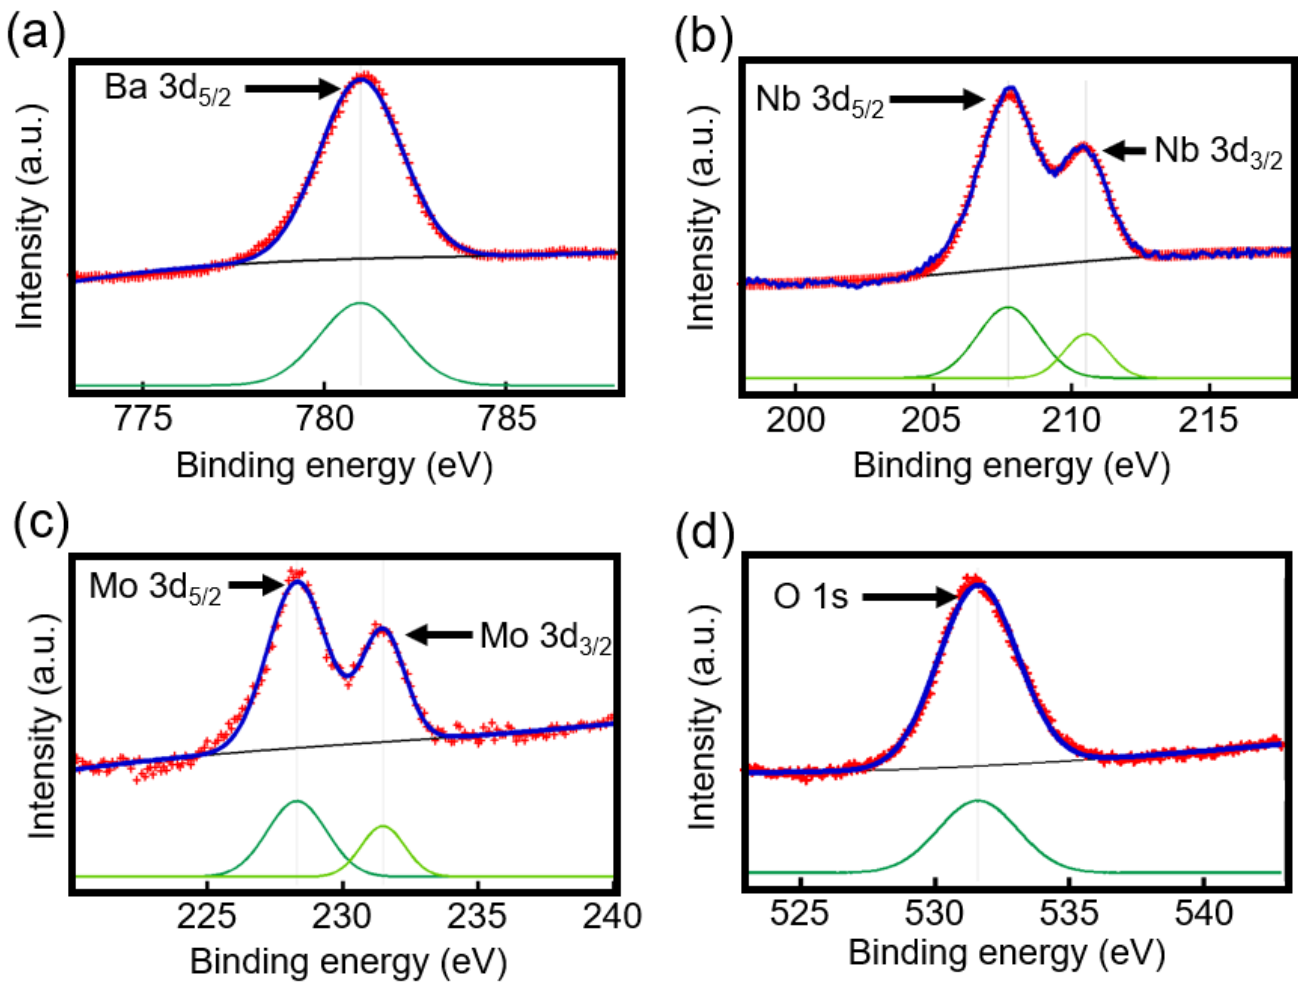 (a)
Ba 3d5/2
Intensity (a.u.)
775 780 785
Binding energy (eV)
(b)
Nb 3d5/2
Nb 3d3/2
Intensity (a.u.)
200 205 210 215
Binding energy (eV)
(c)
Mo 3d5/2
Mo 3d3/2
Intensity (a.u.)
225 230 235 240
Binding energy (eV)
(d)
O 1s
Intensity (a.u.)
525 530 535 540
Binding energy (eV)